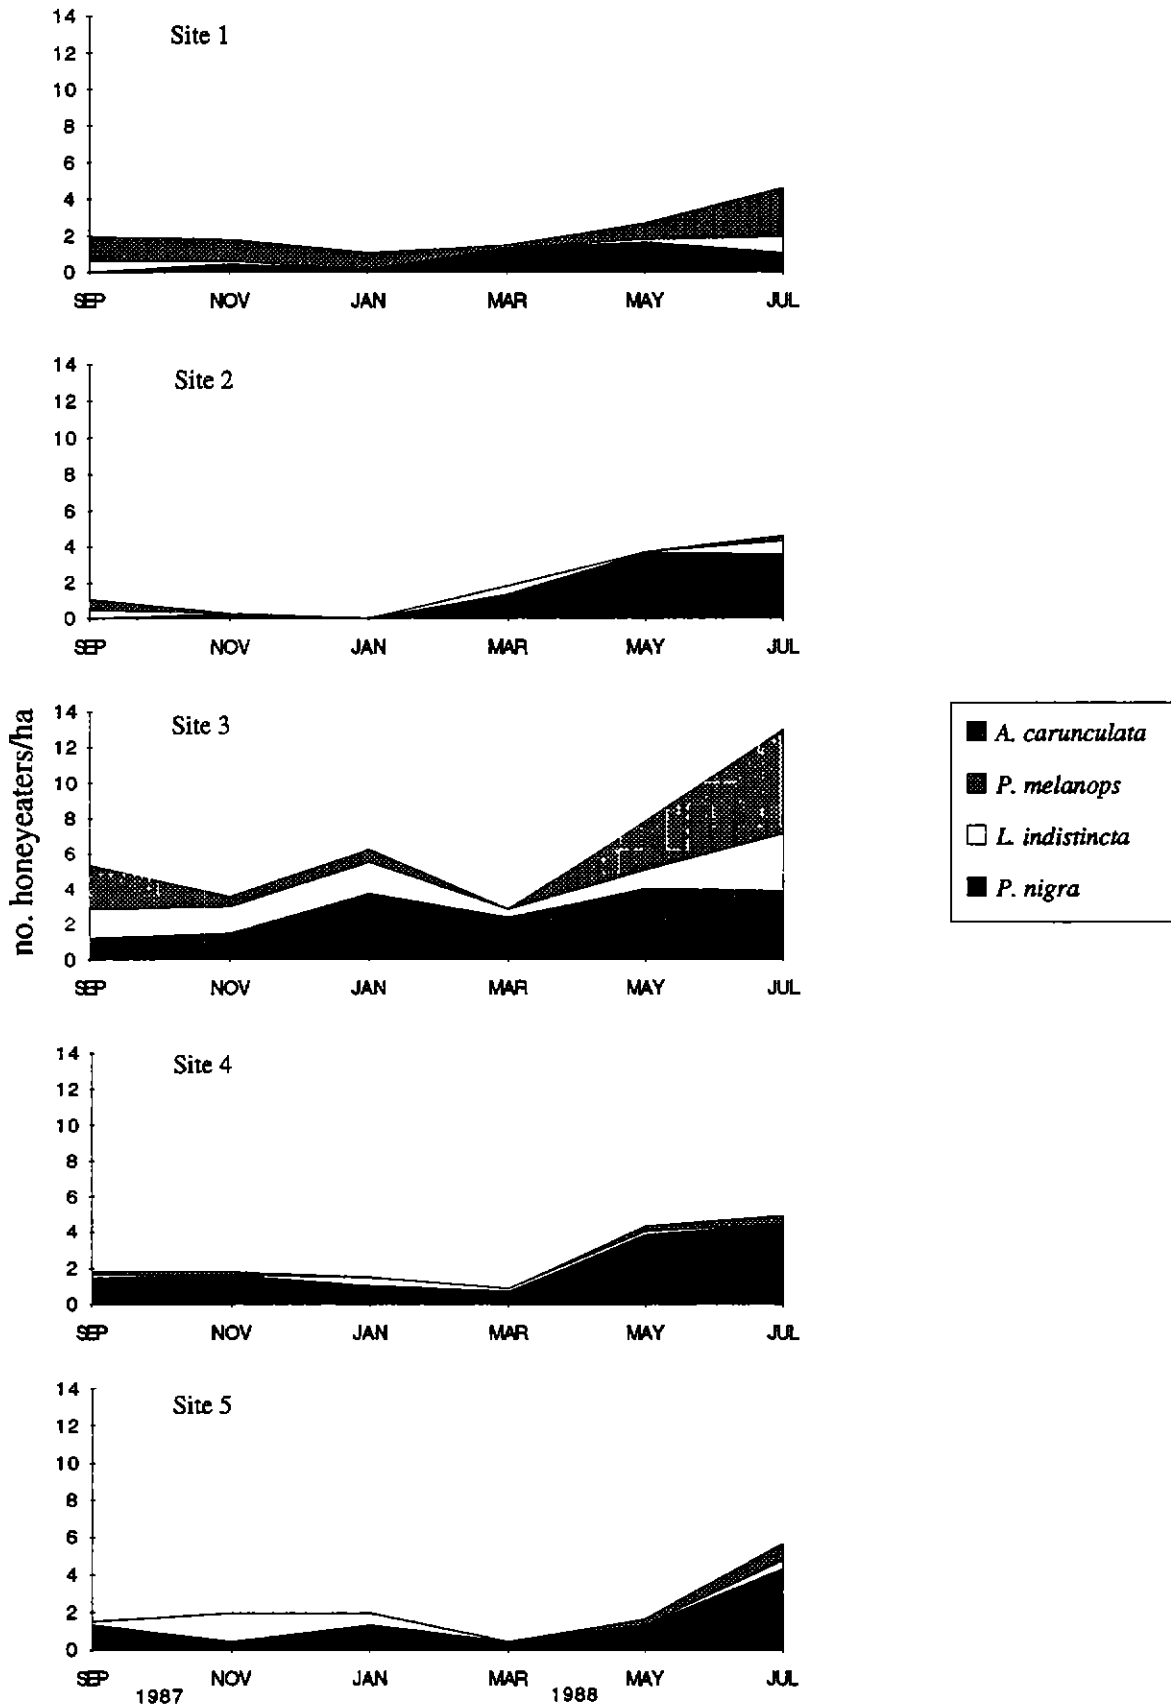 Site 1
14
12
10
8
6
4
2
0
SEP NOV JAN MAR MAY JUL
Site 2
14
12
10
8
6
4
2
0
SEP NOV JAN MAR MAY JUL
no. honeyeaters/ha
Site 3
14
12
10
8
6
4
2
0
SEP NOV JAN MAR MAY JUL
A. carunculata
P. melanops
L. indistincta
P. nigra
Site 4
14
12
10
8
6
4
2
0
SEP NOV JAN MAR MAY JUL
Site 5
14
12
10
8
6
4
2
0
SEP NOV JAN MAR MAY JUL
1987 1988